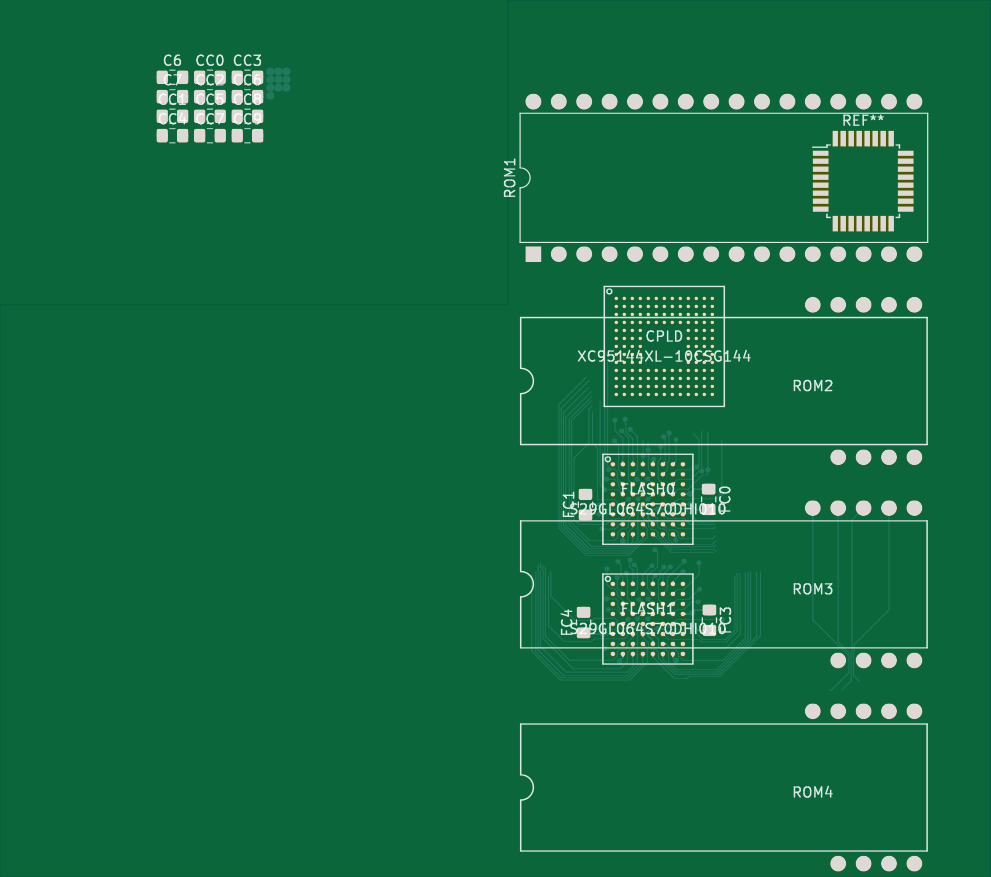 C6 CC0 CC3
C7 CC2 CC6
CC1 CC5 CC8
CC4 CC7 CC9
REF**
ROM1
CPLD
XC95144XL-10CSG144
ROM2
FLASH0
S29GL064S70DHI010
FC1
FC0
ROM3
FLASH1
S29GL064S70DHI010
FC4
FC3
ROM4